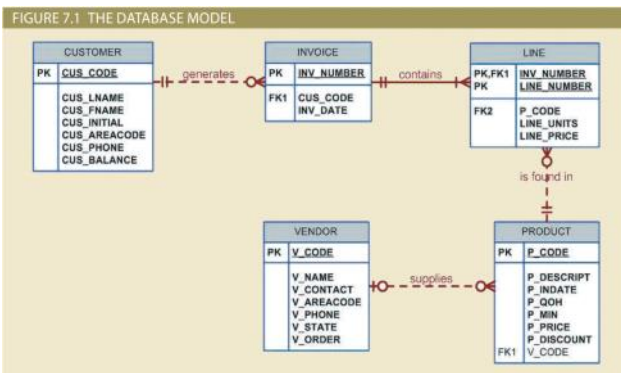 FIGURE 7.1 THE DATABASE MODEL
CUSTOMER
PK CUS_CODE
CUS_LNAME
CUS_FNAME
CUS_INITIAL
CUS_AREACODE
CUS_PHONE
CUS_BALANCE
generates
INVOICE
PK INV_NUMBER
FK1 CUS_CODE
INV_DATE
contains
LINE
PK,FK1 INV_NUMBER
PK LINE_NUMBER
FK2 P_CODE
LINE_UNITS
LINE_PRICE
is found in
VENDOR
PK V_CODE
V_NAME
V_CONTACT
V_AREACODE
V_PHONE
V_STATE
V_ORDER
supplies
PRODUCT
PK P_CODE
P_DESCRIPT
P_INDATE
P_QOH
P_MIN
P_PRICE
P_DISCOUNT
FK1 V_CODE